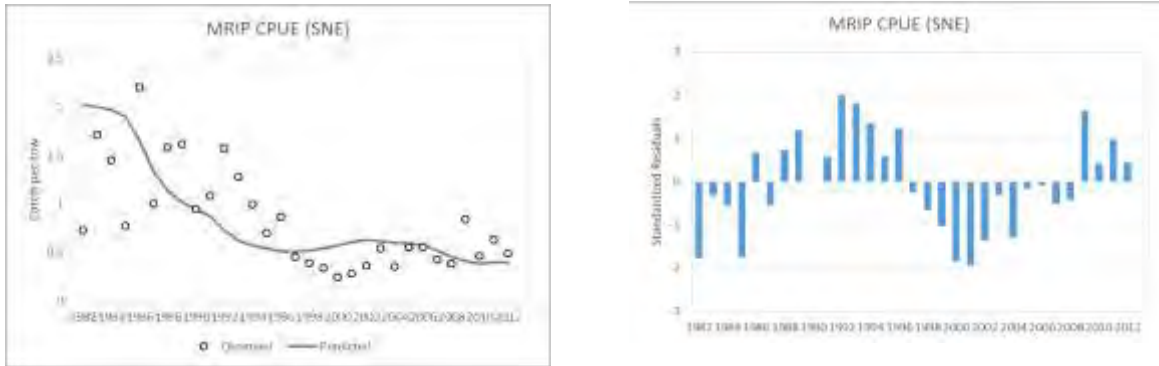 MRIP CPUE (SNE)
2.5
2
1.5
1
0.5
0
Catch per tow
1982 1984 1986 1988 1990 1992 1994 1996 1998 2000 2002 2004 2006 2008 2010 2012
Observed Predicted
MRIP CPUE (SNE)
3
2
1
0
-1
-2
-3
Standardized Residuals
1982 1984 1986 1988 1990 1992 1994 1996 1998 2000 2002 2004 2006 2008 2010 2012